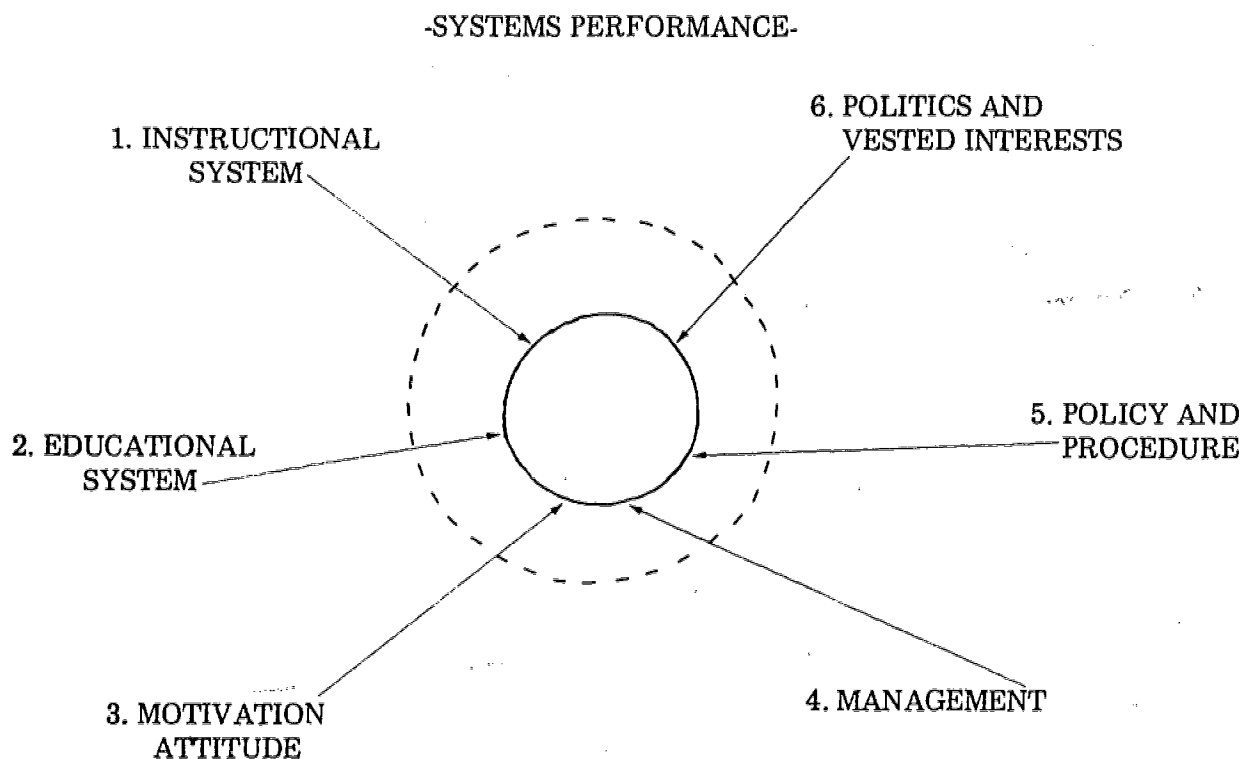 -SYSTEMS PERFORMANCE-
1. INSTRUCTIONAL
SYSTEM
2. EDUCATIONAL
SYSTEM
3. MOTIVATION
ATTITUDE
4. MANAGEMENT
5. POLICY AND
PROCEDURE
6. POLITICS AND
VESTED INTERESTS